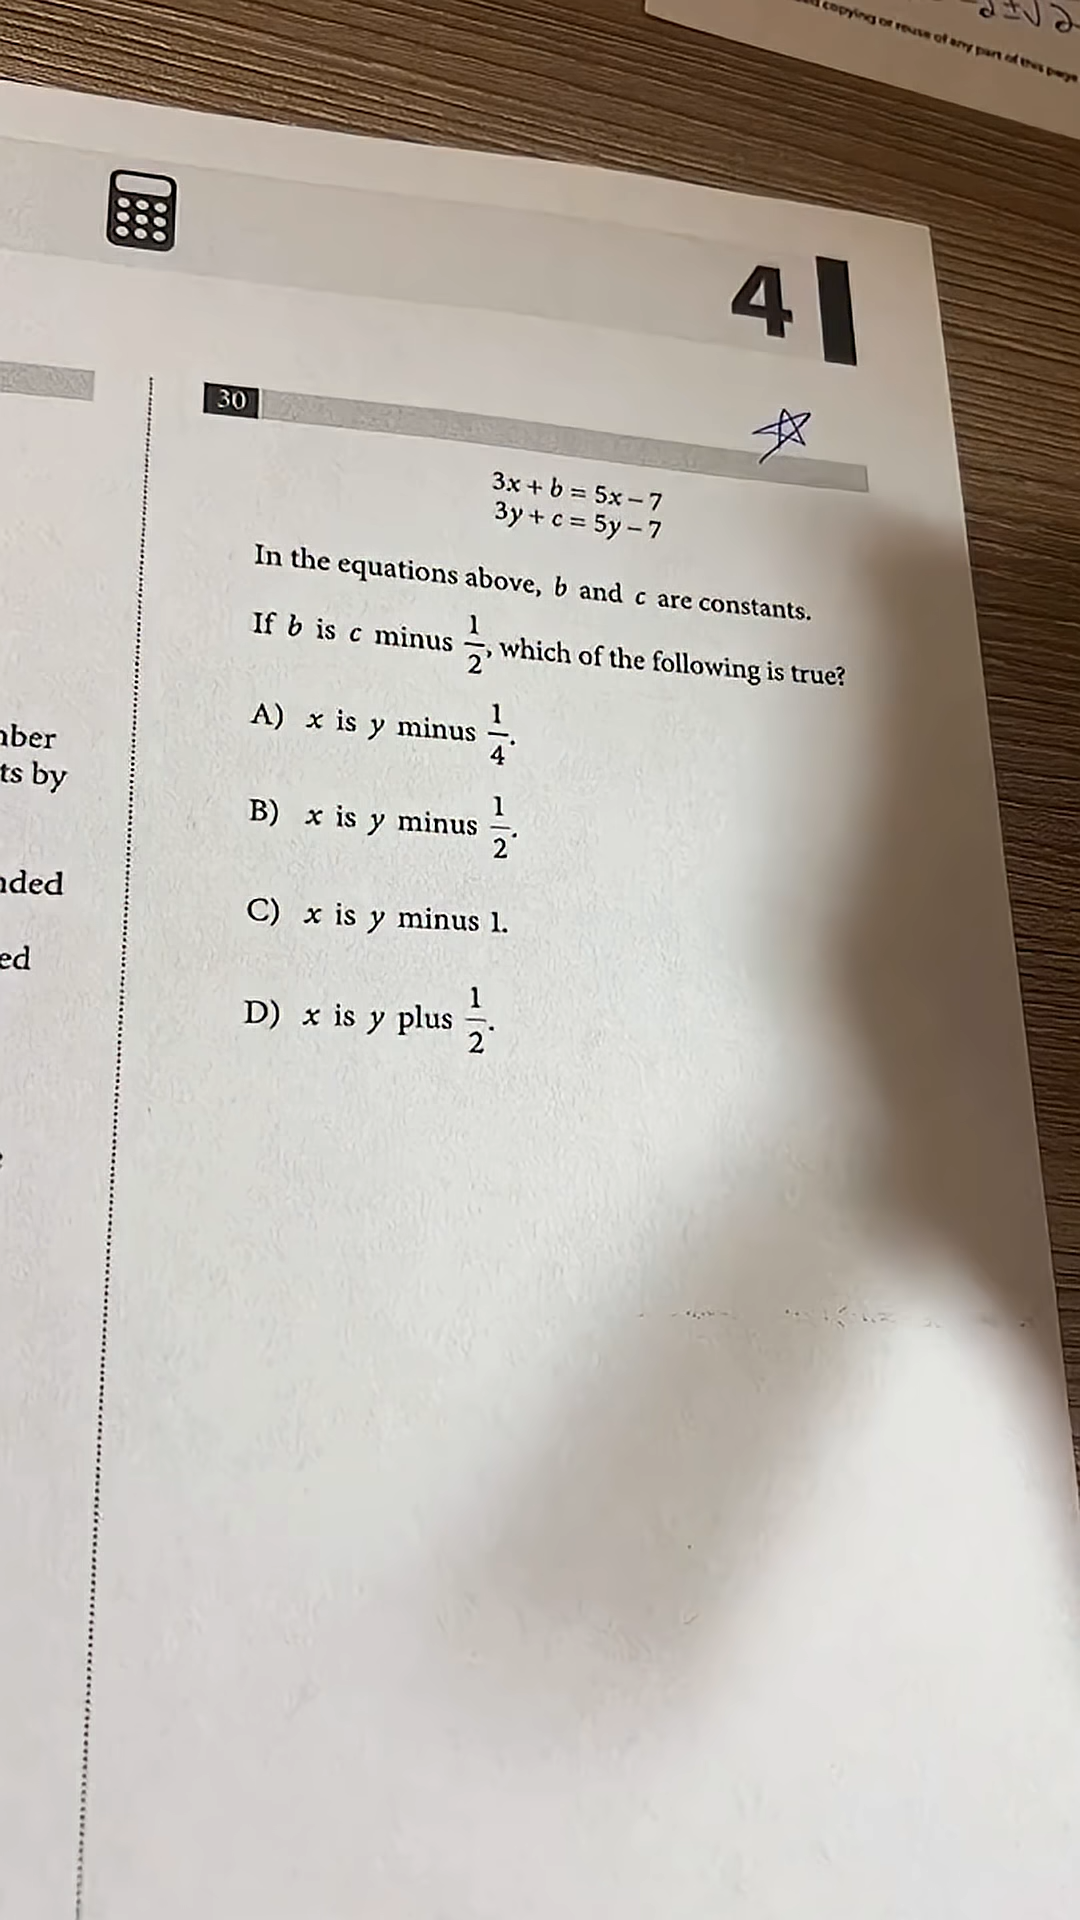 copying or reuse of any part of this page
4
30
3x + b = 5x − 7
3y + c = 5y − 7
In the equations above, b and c are constants.
If b is c minus 1/2, which of the following is true?
A) x is y minus 1/4.
B) x is y minus 1/2.
C) x is y minus 1.
D) x is y plus 1/2.
ts by
ed